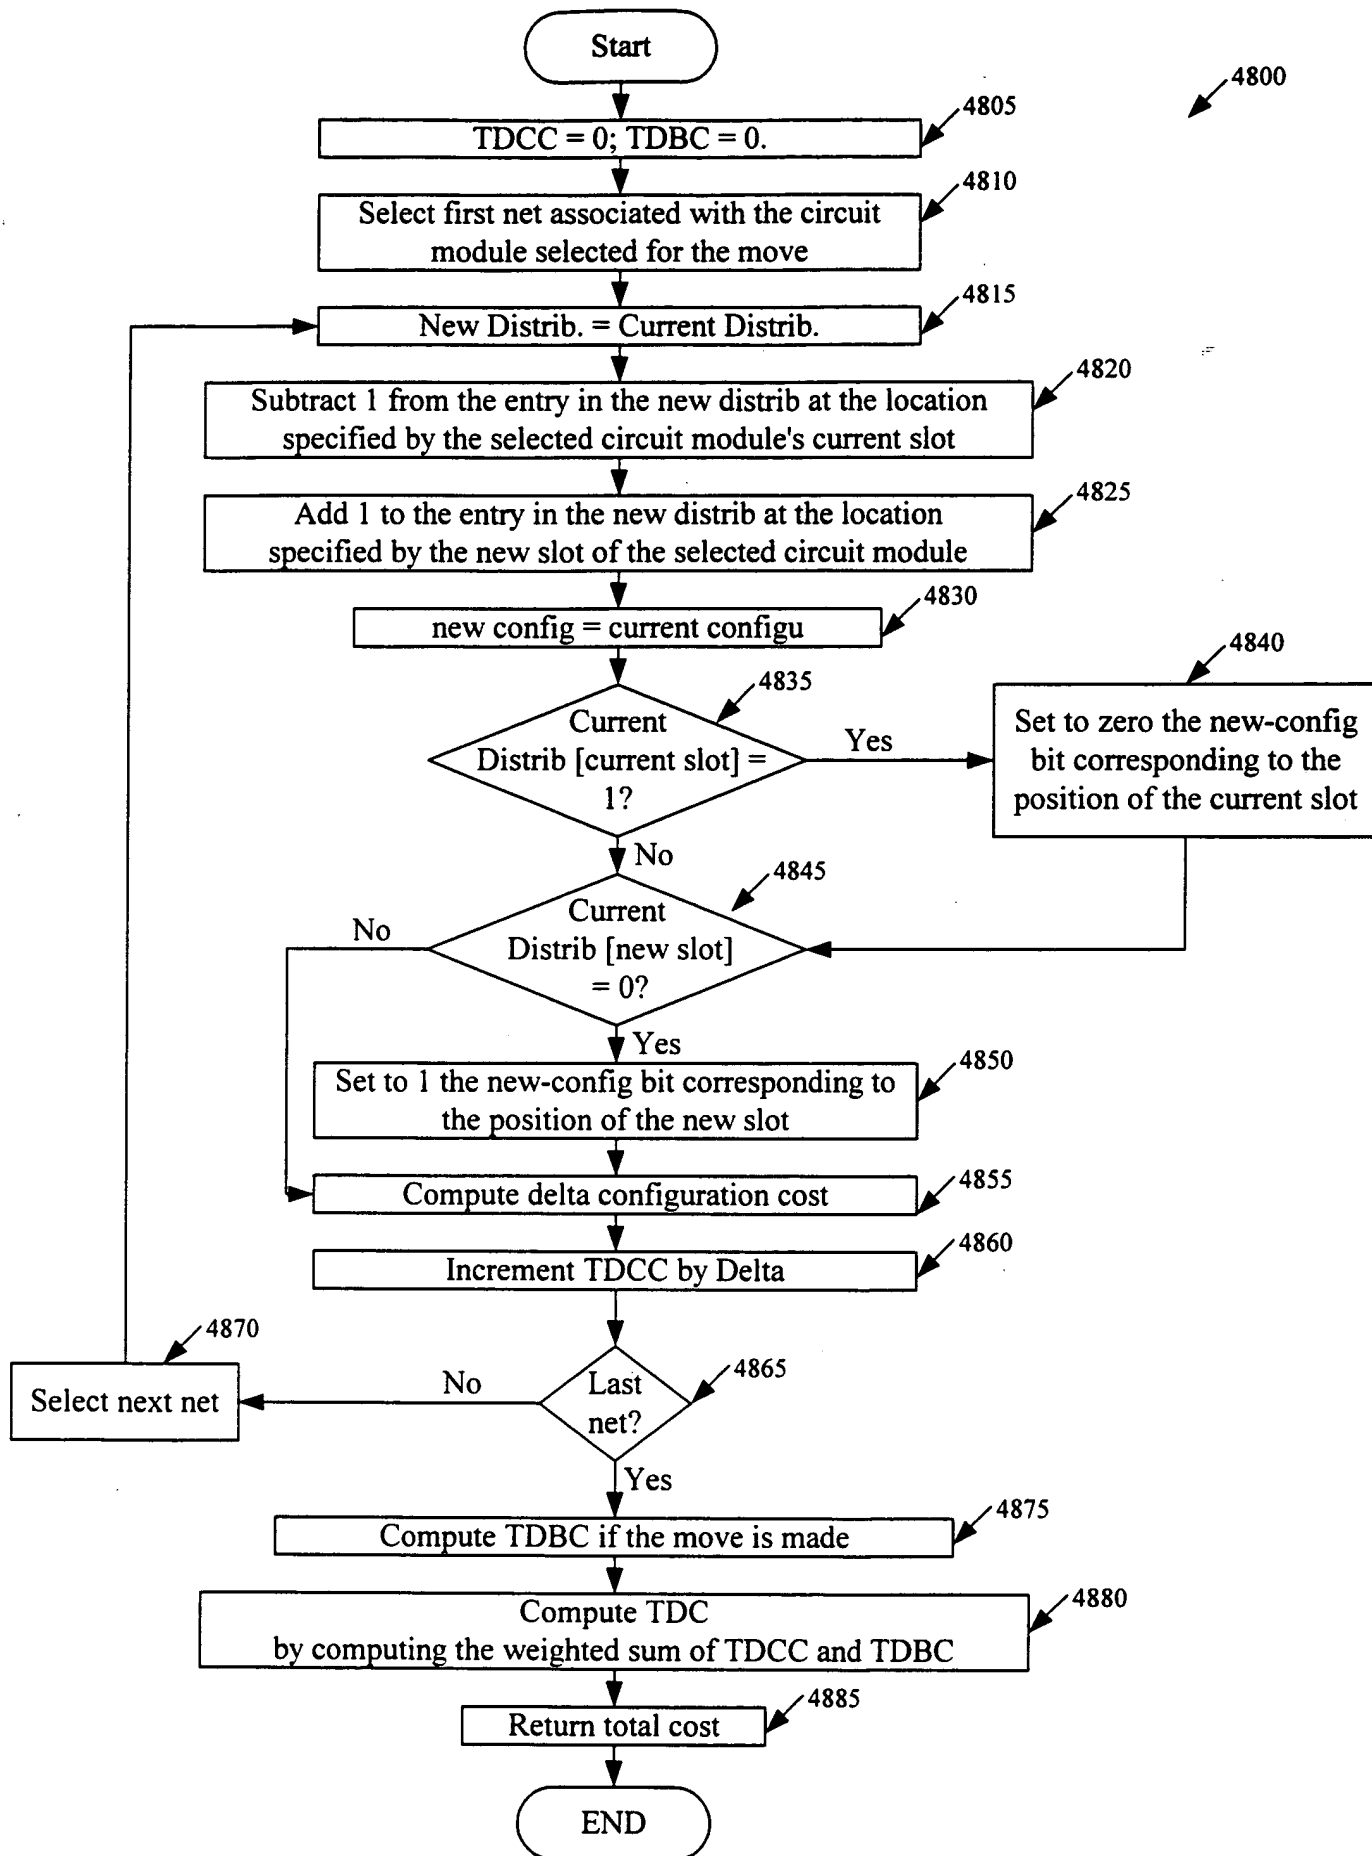 Start
4800
4805
TDCC = 0; TDBC = 0.
4810
Select first net associated with the circuit
module selected for the move
4815
New Distrib. = Current Distrib.
4820
Subtract 1 from the entry in the new distrib at the location
specified by the selected circuit module's current slot
4825
Add 1 to the entry in the new distrib at the location
specified by the new slot of the selected circuit module
4830
new config = current configu
4835
Current
Distrib [current slot] =
1?
Yes
4840
Set to zero the new-config
bit corresponding to the
position of the current slot
No
4845
Current
Distrib [new slot]
= 0?
No
Yes
4850
Set to 1 the new-config bit corresponding to
the position of the new slot
4855
Compute delta configuration cost
4860
Increment TDCC by Delta
4865
Last
net?
No
4870
Select next net
Yes
4875
Compute TDBC if the move is made
4880
Compute TDC
by computing the weighted sum of TDCC and TDBC
4885
Return total cost
END